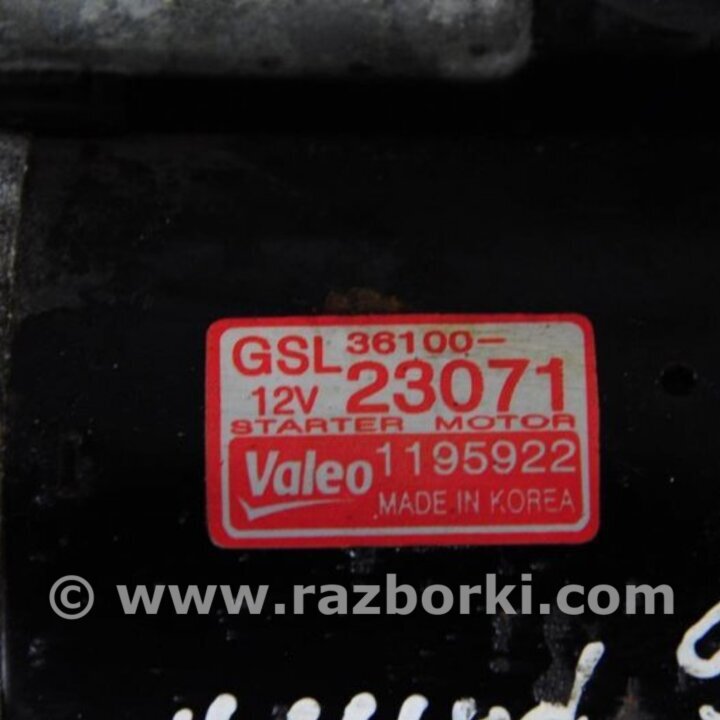 GSL 36100-
12V 23071
STARTER MOTOR
Valeo 1195922
MADE IN KOREA
© www.razborki.com